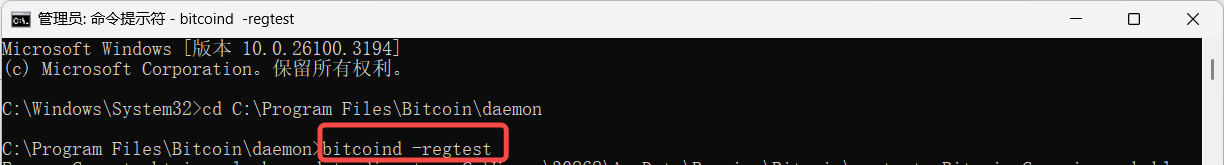 管理员: 命令提示符 - bitcoind -regtest
Microsoft Windows [版本 10.0.26100.3194]
(c) Microsoft Corporation。保留所有权利。
C:\Windows\System32>cd C:\Program Files\Bitcoin\daemon
C:\Program Files\Bitcoin\daemon>bitcoind -regtest